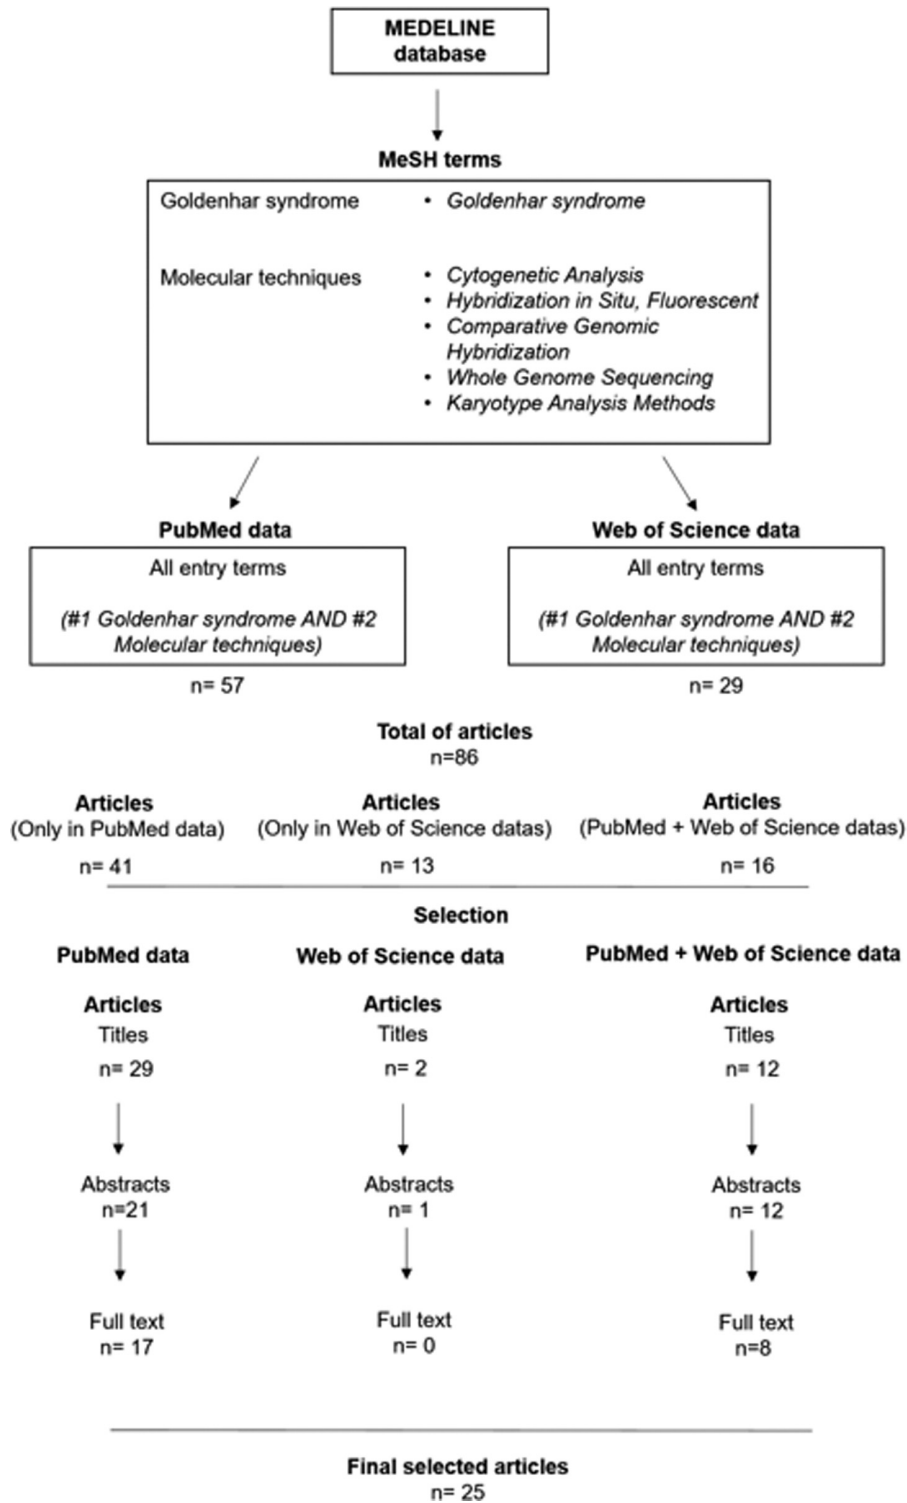 MEDELINE
database
MeSH terms
Goldenhar syndrome
• Goldenhar syndrome
Molecular techniques
• Cytogenetic Analysis
• Hybridization in Situ, Fluorescent
• Comparative Genomic
Hybridization
• Whole Genome Sequencing
• Karyotype Analysis Methods
PubMed data
All entry terms
(#1 Goldenhar syndrome AND #2
Molecular techniques)
n= 57
Web of Science data
All entry terms
(#1 Goldenhar syndrome AND #2
Molecular techniques)
n= 29
Total of articles
n=86
Articles
(Only in PubMed data)
n= 41
Articles
(Only in Web of Science datas)
n= 13
Articles
(PubMed + Web of Science datas)
n= 16
Selection
PubMed data
Articles
Titles
n= 29
Abstracts
n=21
Full text
n= 17
Web of Science data
Articles
Titles
n= 2
Abstracts
n= 1
Full text
n= 0
PubMed + Web of Science data
Articles
Titles
n= 12
Abstracts
n= 12
Full text
n=8
Final selected articles
n= 25